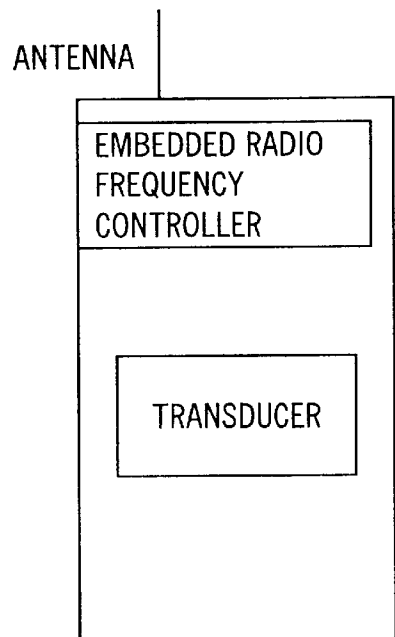 ANTENNA
EMBEDDED RADIO
FREQUENCY
CONTROLLER
TRANSDUCER